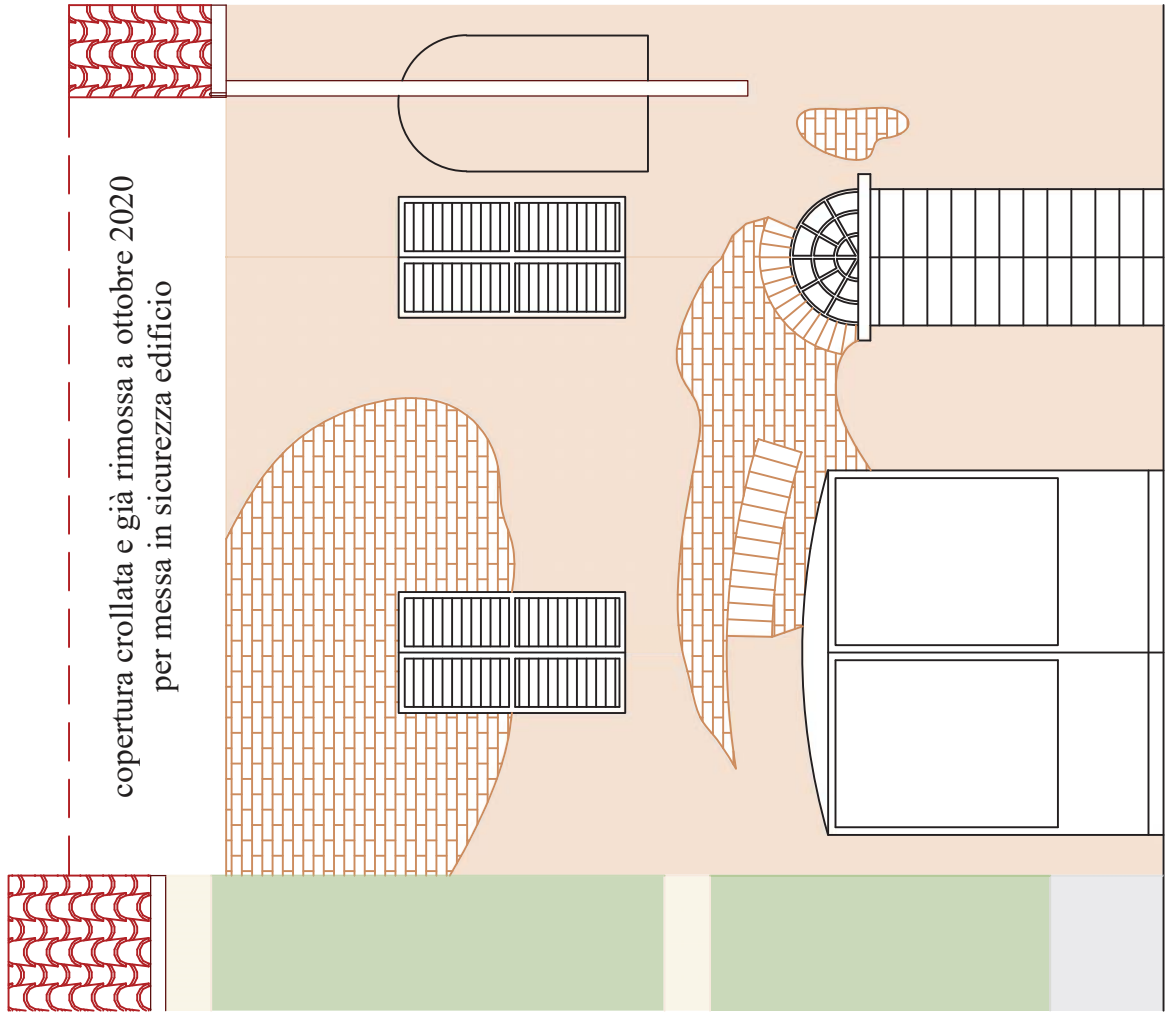 copertura crollata e già rimossa a ottobre 2020
per messa in sicurezza edificio